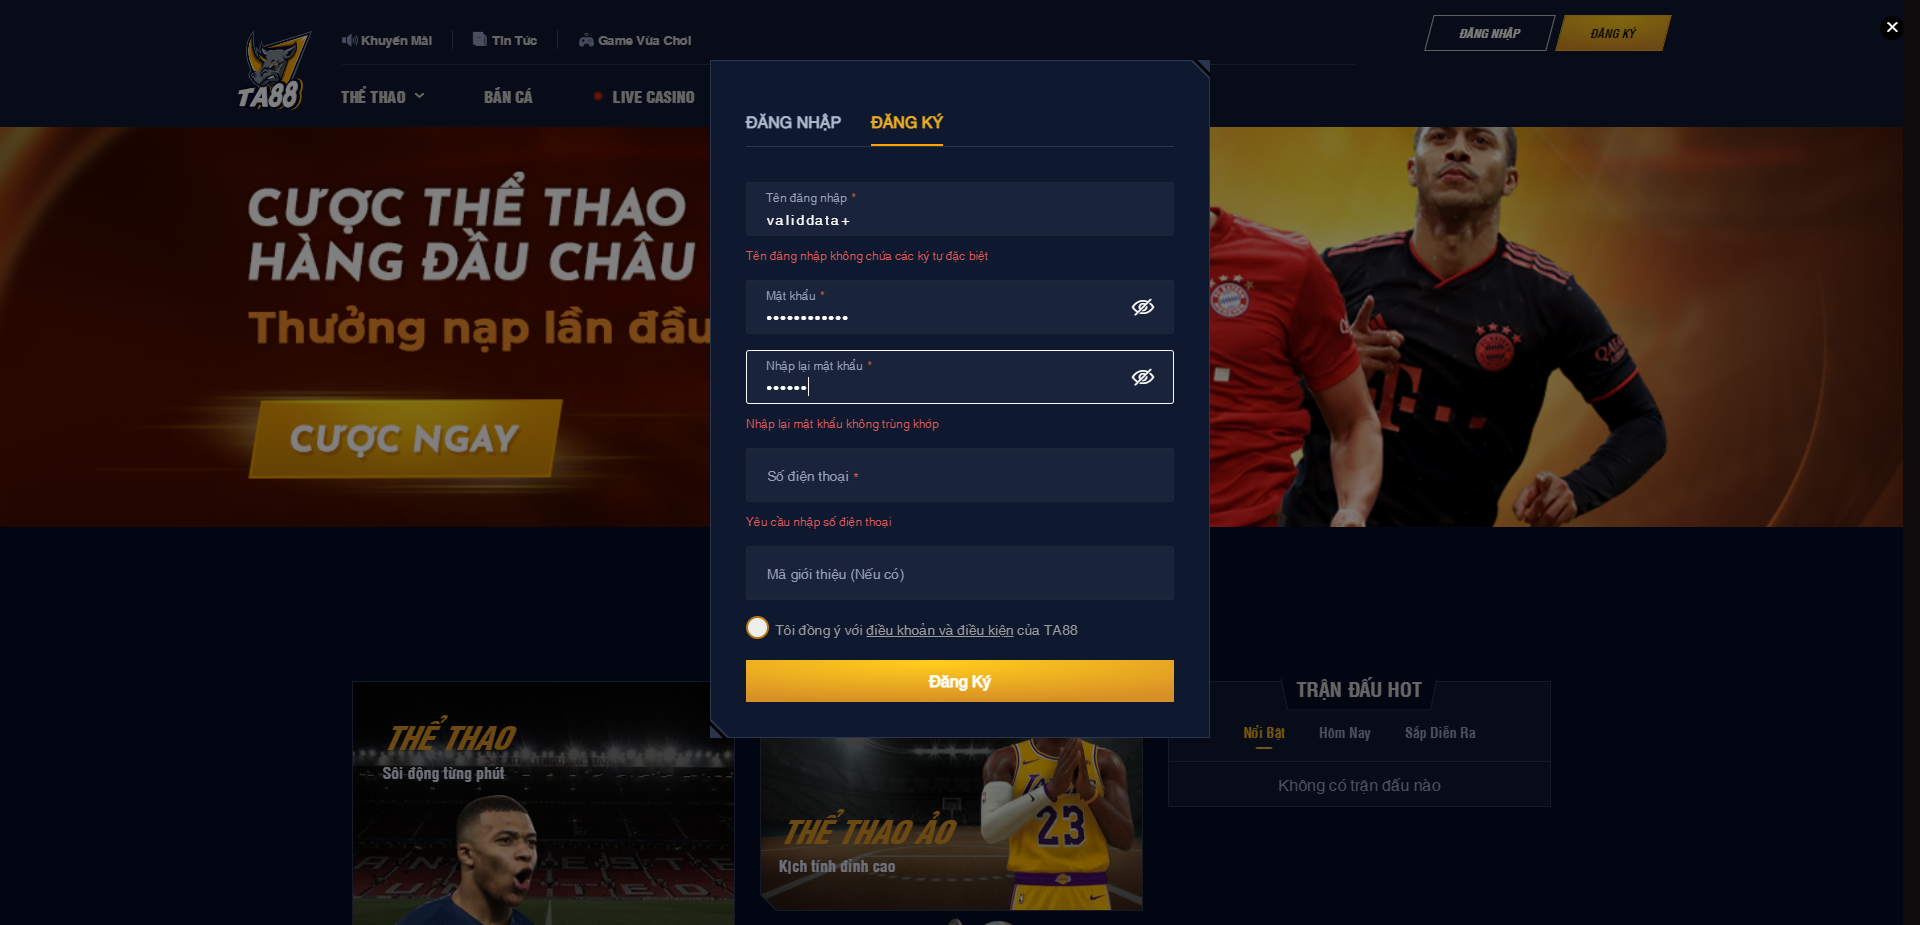 TA88
Khuyến Mãi
Tin Tức
Game Vừa Chơi
ĐĂNG NHẬP
ĐĂNG KÝ
THỂ THAO
BẮN CÁ
LIVE CASINO
CƯỢC THỂ THAO
HÀNG ĐẦU CHÂU
Thưởng nạp lần đầu
CƯỢC NGAY
ĐĂNG NHẬP
ĐĂNG KÝ
Tên đăng nhập *
validdata+
Tên đăng nhập không chứa các ký tự đặc biệt
Mật khẩu *
••••••••••••
Nhập lại mật khẩu *
••••••
Nhập lại mật khẩu không trùng khớp
Số điện thoại *
Yêu cầu nhập số điện thoại
Mã giới thiệu (Nếu có)
Tôi đồng ý với điều khoản và điều kiện của TA88
Đăng Ký
THỂ THAO
Sôi động từng phút
THỂ THAO ẢO
Kịch tính đỉnh cao
23
TRẬN ĐẤU HOT
Nổi Bật
Hôm Nay
Sắp Diễn Ra
Không có trận đấu nào